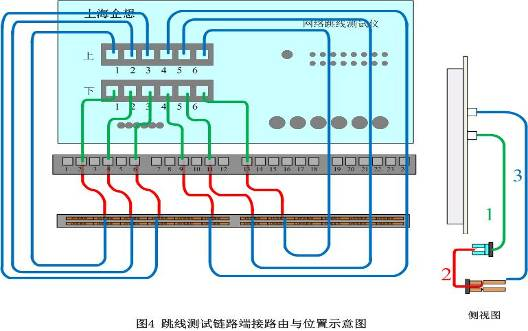 上海企想
网络跳线测试仪
上
1 2 3 4 5 6
下
1 2 3 4 5 6
1 2 3 4 5 6 7 8 9 10 11 12 13 14 15 16 17 18 19 20 21 22 23 24
1
2
3
侧视图
图4 跳线测试链路端接路由与位置示意图